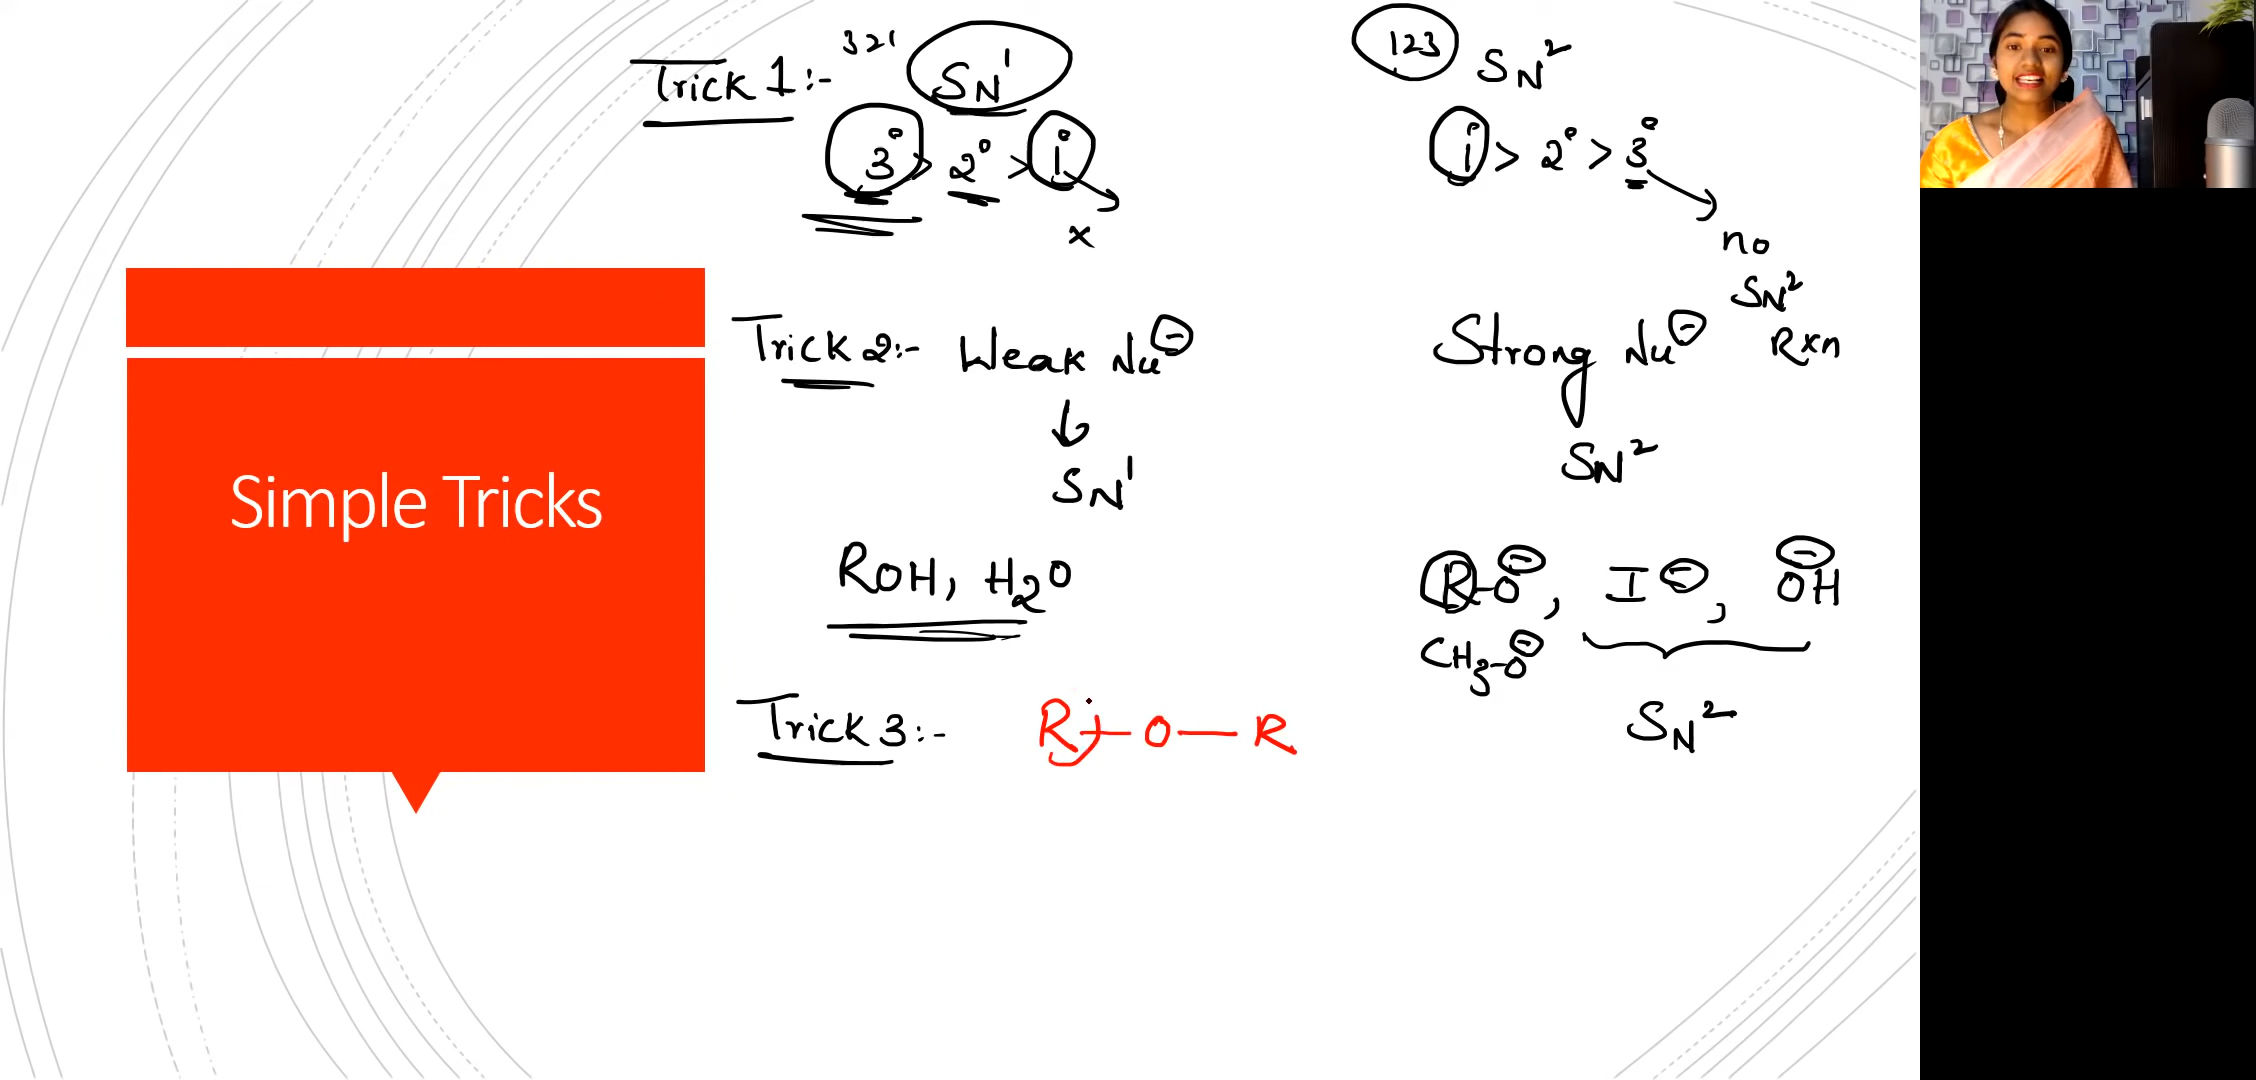 Trick 1:- 321 SN¹ 123 SN²
3° > 2° > 1° 1° > 2° > 3°
x no
SN²
Rxn
Trick 2:- Weak Nu⊖ Strong Nu⊖
SN¹ SN²
Simple Tricks
ROH, H2O R-O⊖, I⊖, ⊖OH
CH3-O⊖
Trick 3:- R-O-R SN²